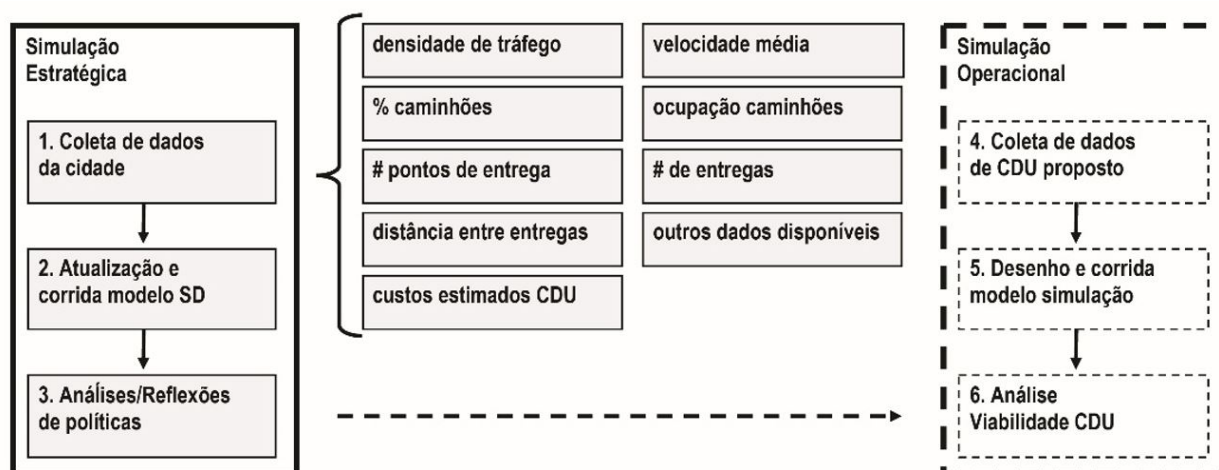 Simulação
Estratégica
1. Coleta de dados
da cidade
2. Atualização e
corrida modelo SD
3. Análises/Reflexões
de políticas
densidade de tráfego
velocidade média
% caminhões
ocupação caminhões
# pontos de entrega
# de entregas
distância entre entregas
outros dados disponíveis
custos estimados CDU
Simulação
Operacional
4. Coleta de dados
de CDU proposto
5. Desenho e corrida
modelo simulação
6. Análise
Viabilidade CDU